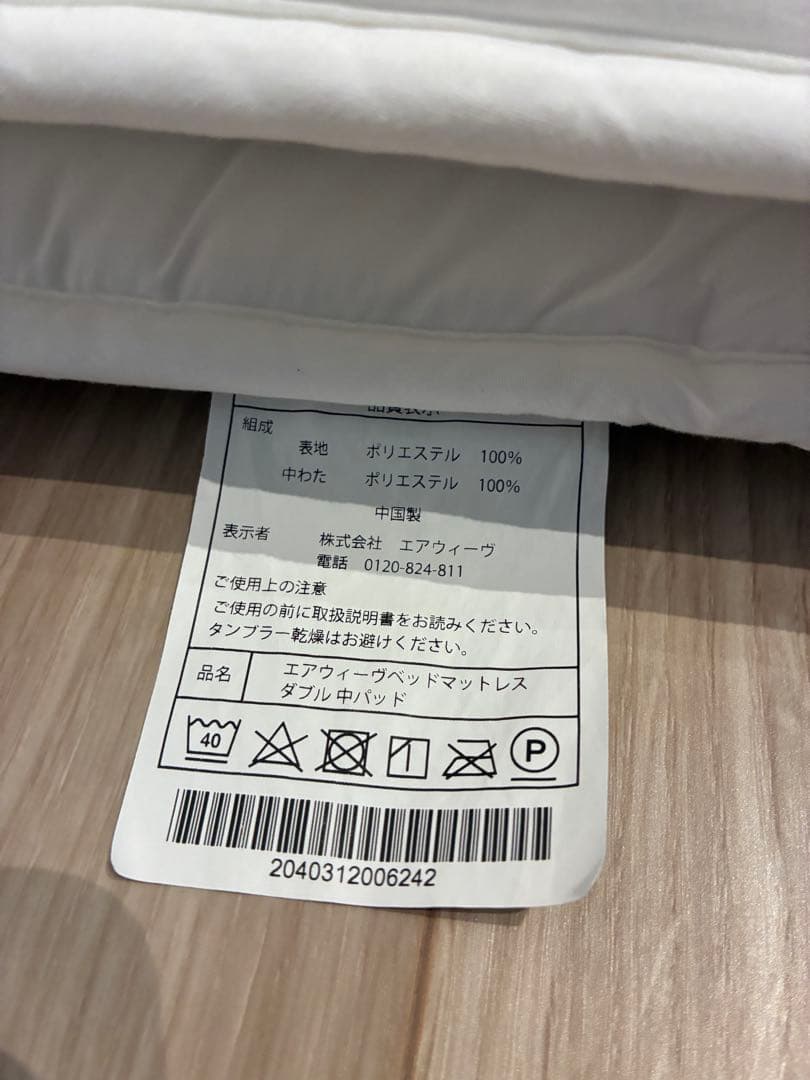 品質表示
組成
表地 ポリエステル 100%
中わた ポリエステル 100%
中国製
表示者 株式会社 エアウィーヴ
電話 0120-824-811
ご使用上の注意
ご使用の前に取扱説明書をお読みください。
タンブラー乾燥はお避けください。
品名 エアウィーヴベッドマットレス
ダブル 中パッド
40
P
2040312006242